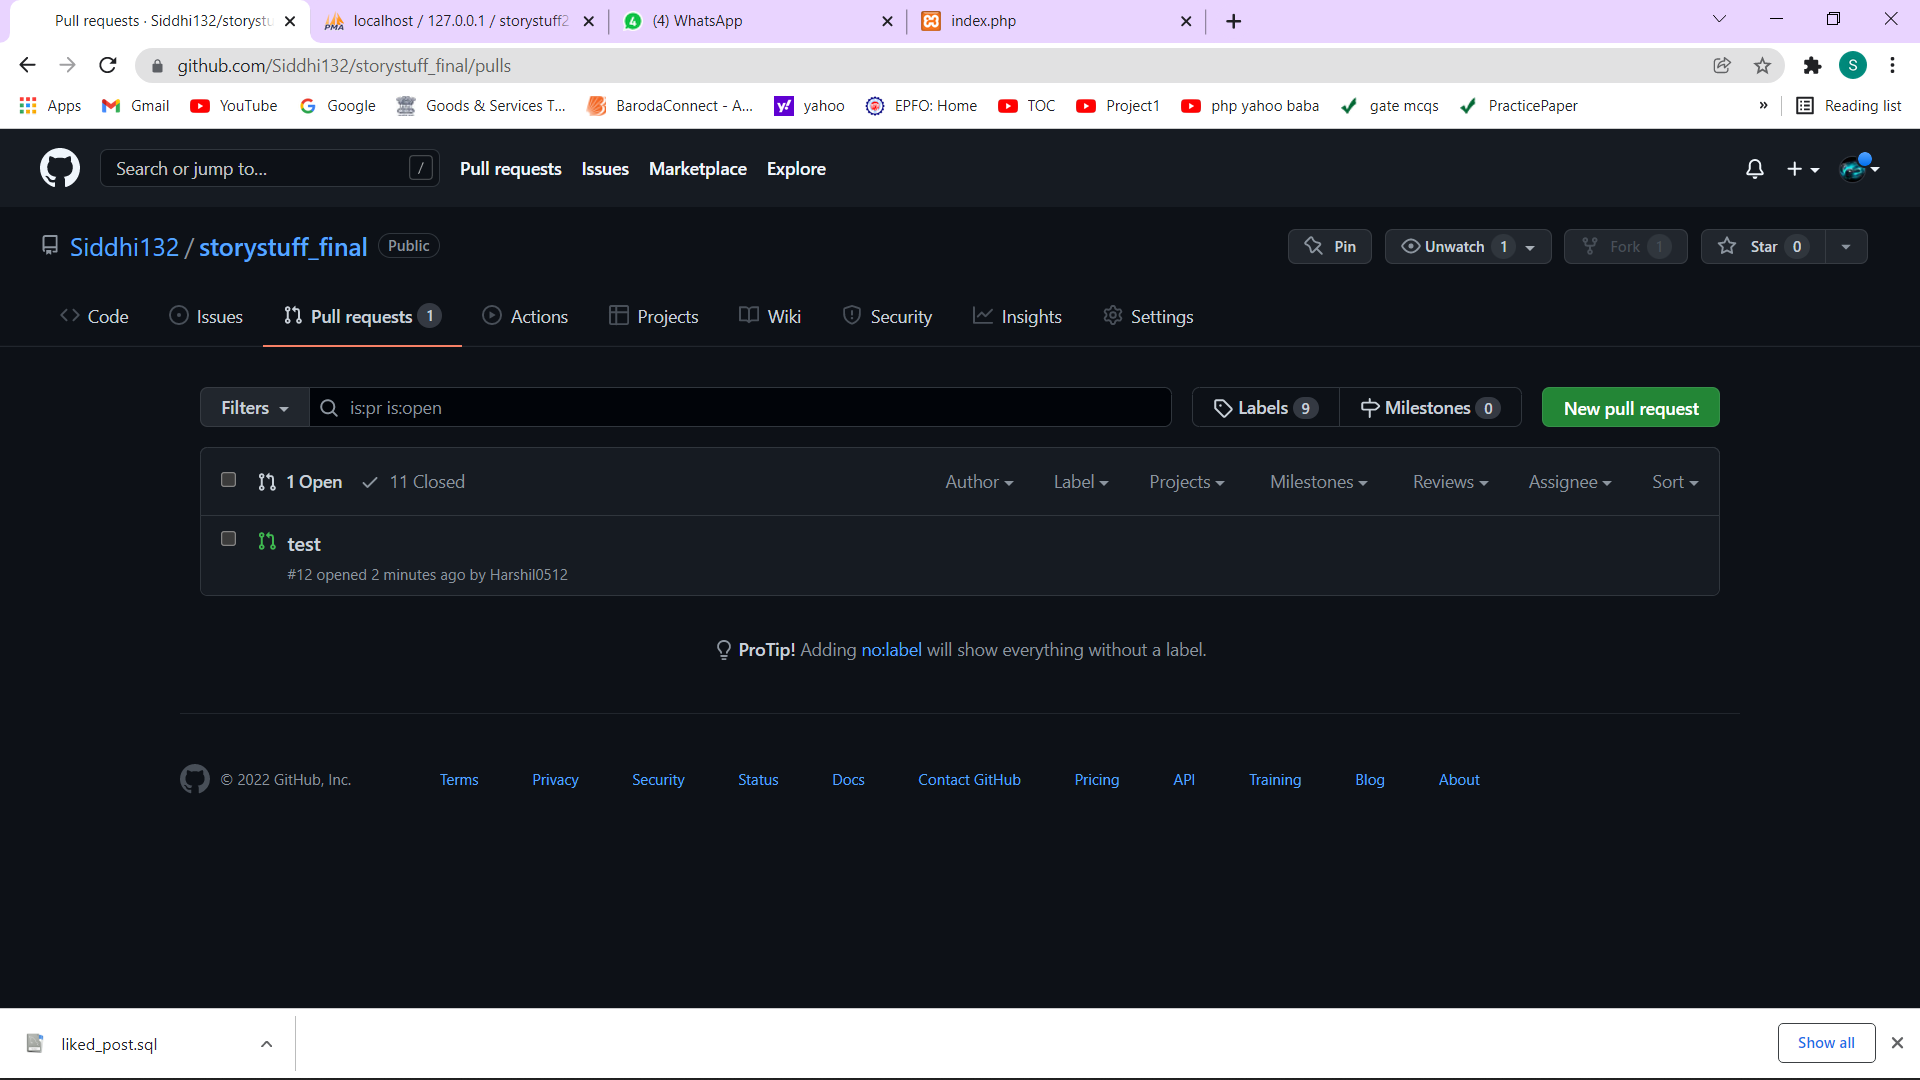 Pull requests · Siddhi132/storystu
localhost / 127.0.0.1 / storystuff2
(4) WhatsApp
index.php
github.com/Siddhi132/storystuff_final/pulls
S
Apps
Gmail
YouTube
Google
Goods & Services T...
BarodaConnect - A...
yahoo
EPFO: Home
TOC
Project1
php yahoo baba
gate mcqs
PracticePaper
»
Reading list
Search or jump to...
/
Pull requests
Issues
Marketplace
Explore
Siddhi132 / storystuff_final
Public
Pin
Unwatch 1
Fork 1
Star 0
Code
Issues
Pull requests 1
Actions
Projects
Wiki
Security
Insights
Settings
Filters
is:pr is:open
Labels 9
Milestones 0
New pull request
1 Open
11 Closed
Author
Label
Projects
Milestones
Reviews
Assignee
Sort
test
#12 opened 2 minutes ago by Harshil0512
ProTip! Adding no:label will show everything without a label.
© 2022 GitHub, Inc.
Terms
Privacy
Security
Status
Docs
Contact GitHub
Pricing
API
Training
Blog
About
liked_post.sql
Show all